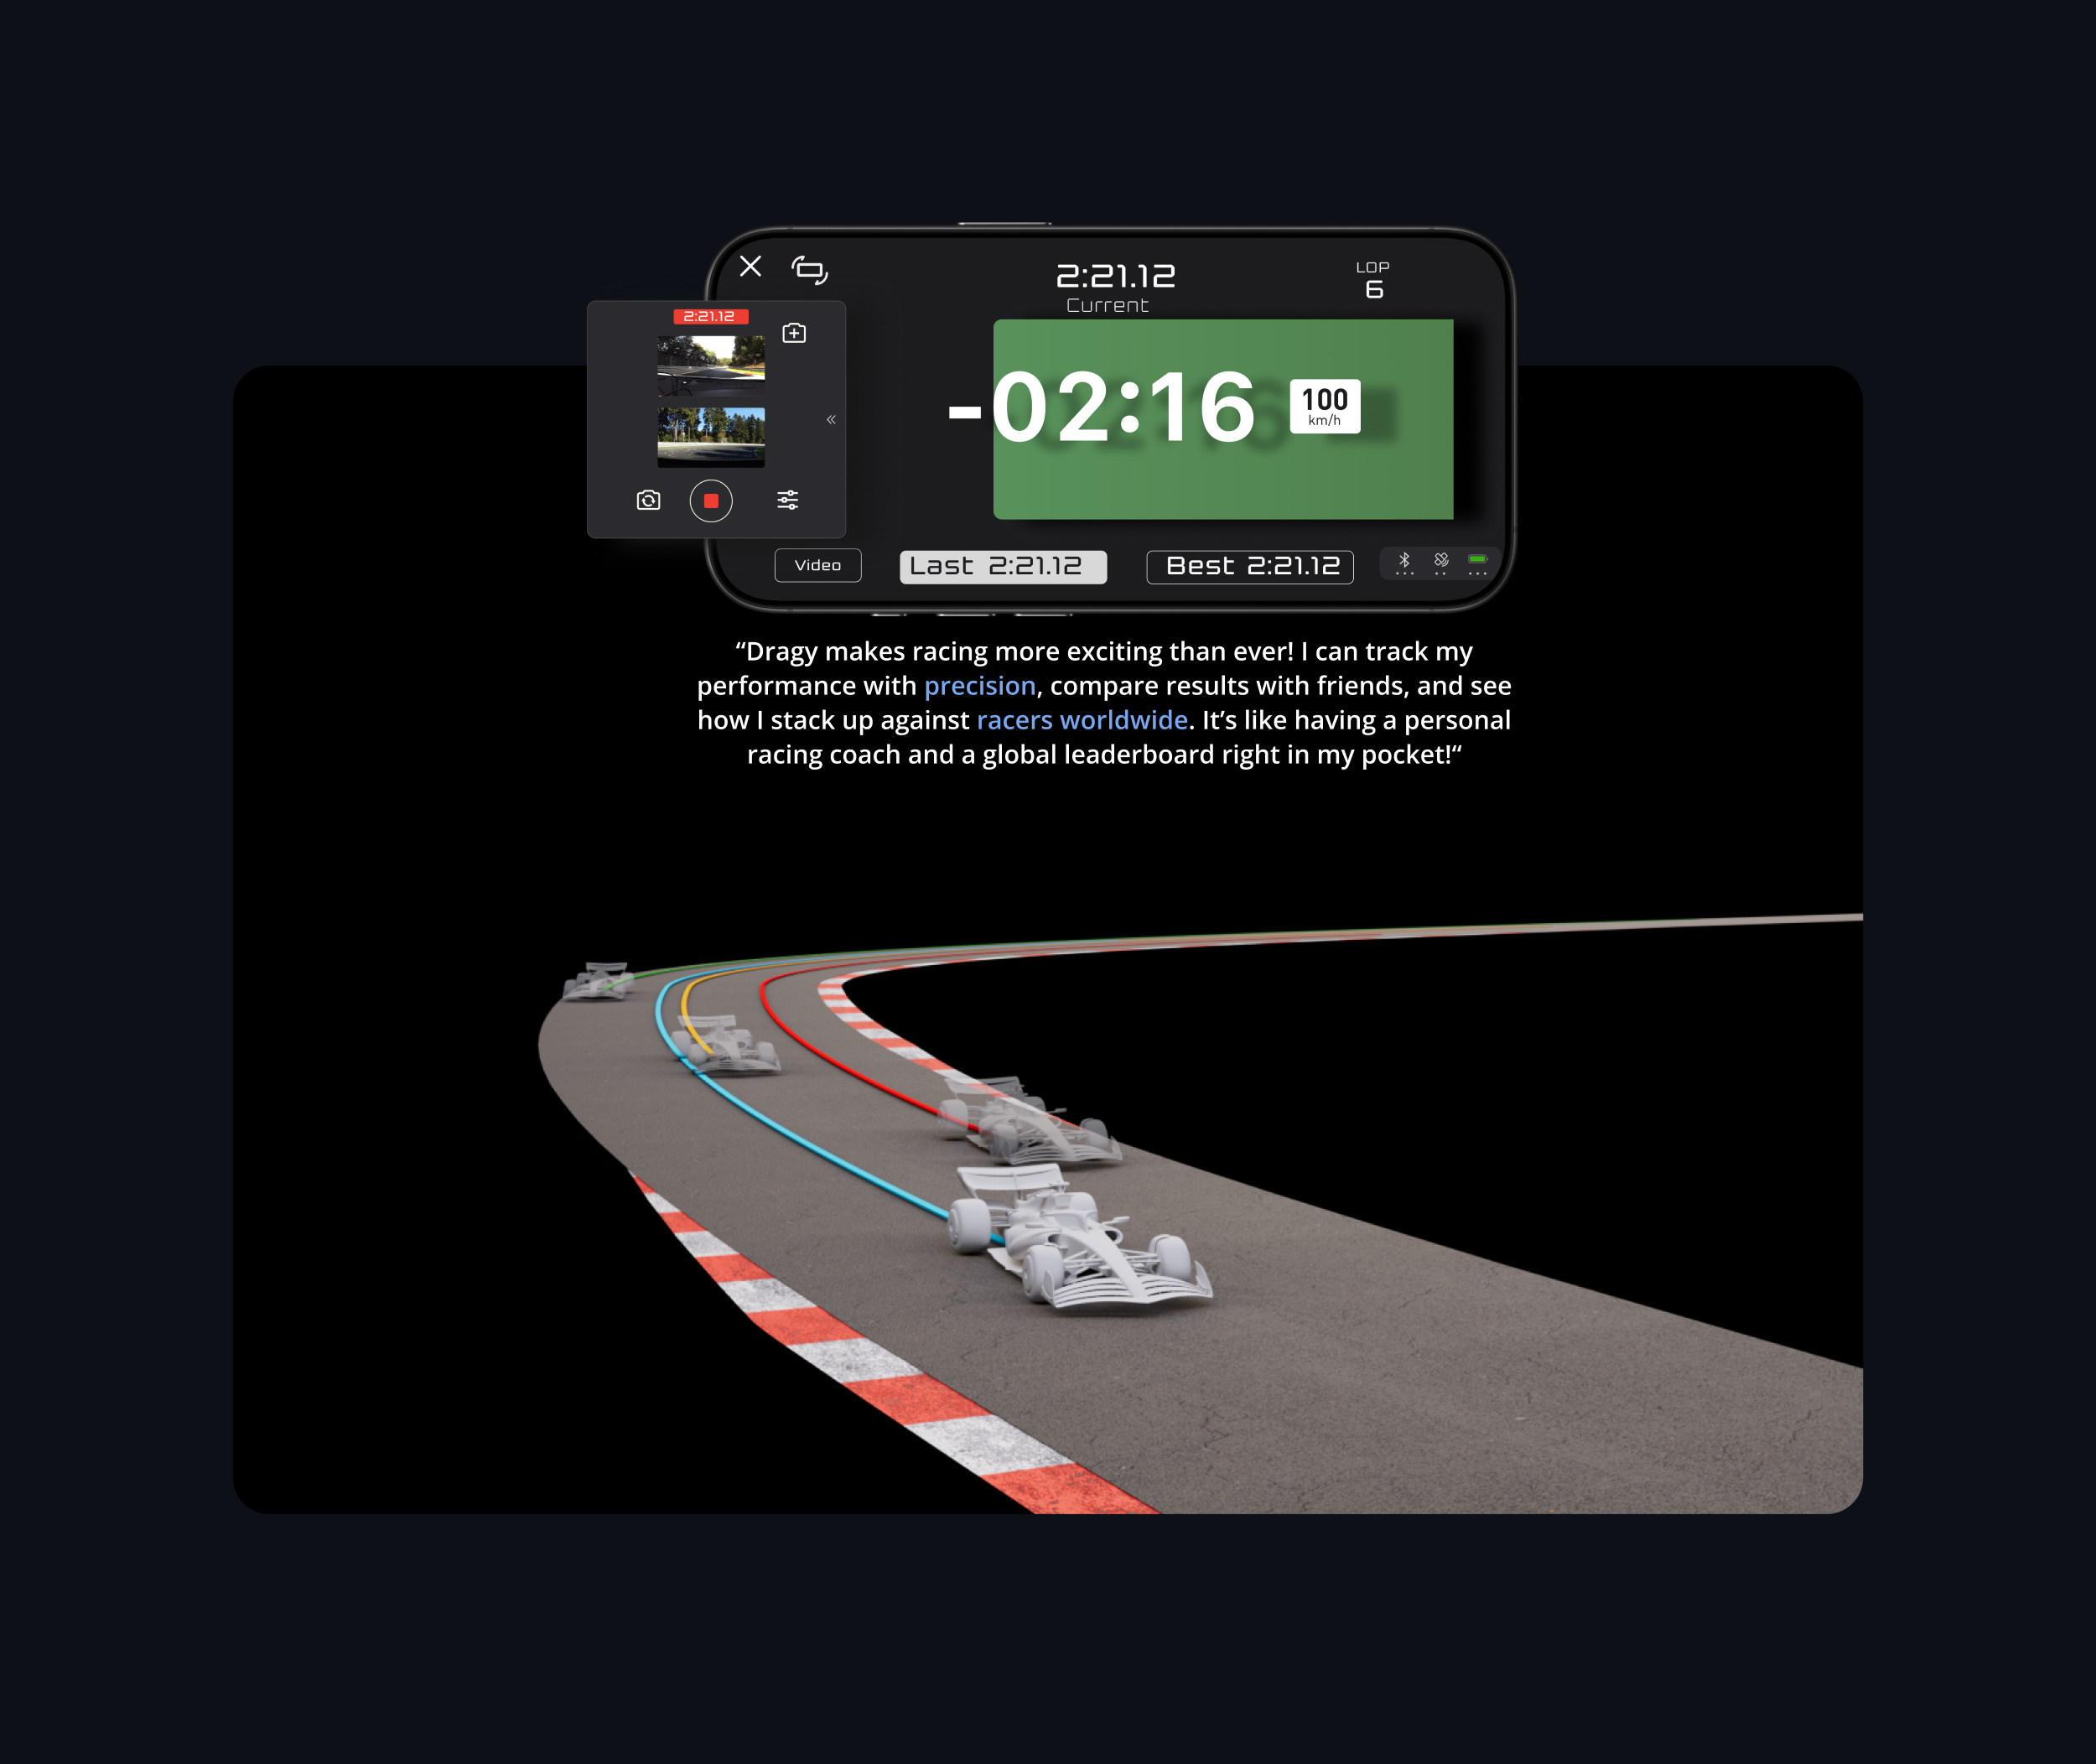 2:21.12
Current
LOP
6
2:21.12
-02:16
100
km/h
Video
Last 2:21.12
Best 2:21.12
“Dragy makes racing more exciting than ever! I can track my
performance with precision, compare results with friends, and see
how I stack up against racers worldwide. It’s like having a personal
racing coach and a global leaderboard right in my pocket!“